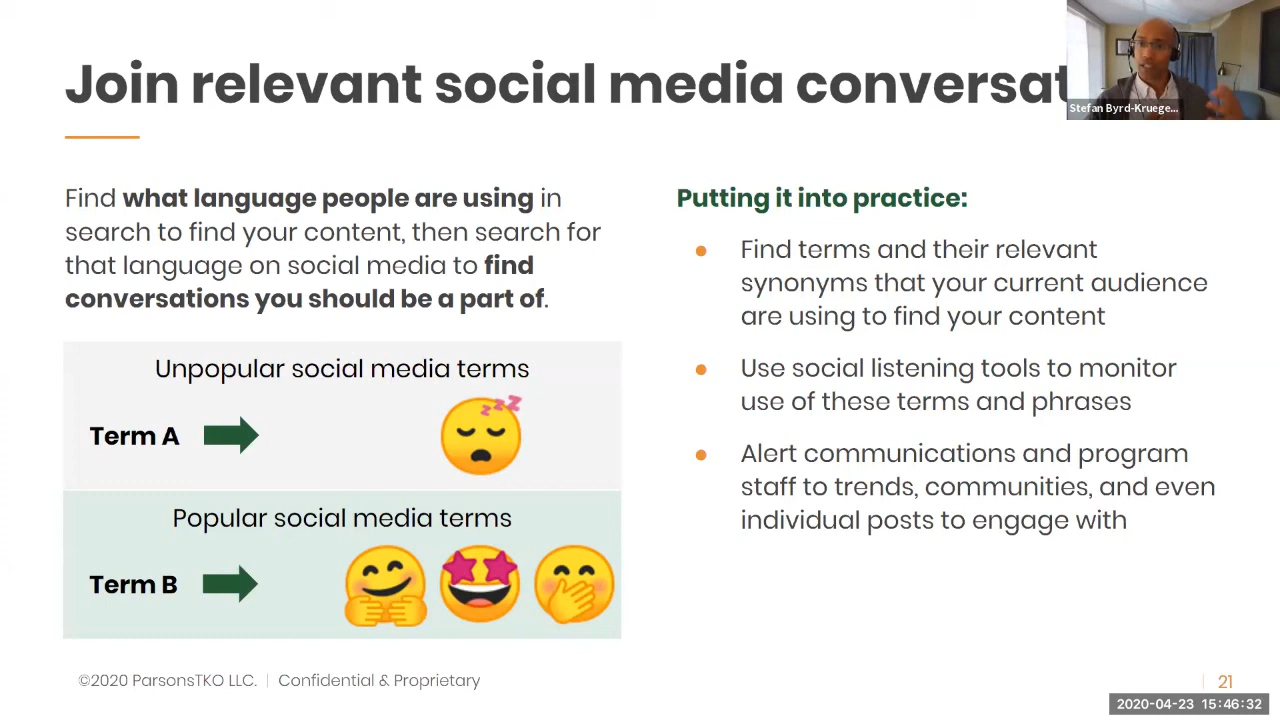 Join relevant social media conversat
Stefan Byrd-Kruege...
Find what language people are using in
search to find your content, then search for
that language on social media to find
conversations you should be a part of.
Unpopular social media terms
Term A
Popular social media terms
Term B
Putting it into practice:
● Find terms and their relevant
synonyms that your current audience
are using to find your content
● Use social listening tools to monitor
use of these terms and phrases
● Alert communications and program
staff to trends, communities, and even
individual posts to engage with
©2020 ParsonsTKO LLC. | Confidential & Proprietary
21
2020-04-23 15:46:32